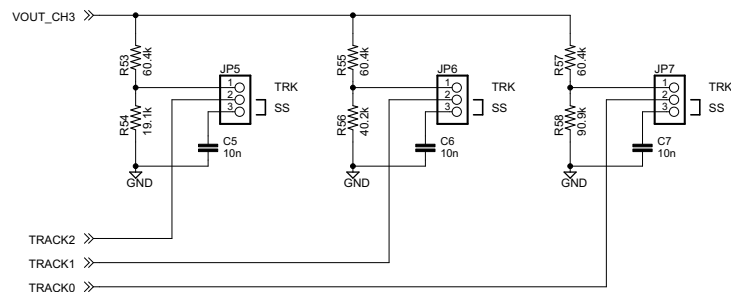 VOUT_CH3
R53
60.4k
R55
60.4k
R57
60.4k
JP5
JP6
JP7
1
2
3
TRK
SS
1
2
3
TRK
SS
1
2
3
TRK
SS
R54
19.1k
R56
40.2k
R58
90.9k
C5
10n
C6
10n
C7
10n
GND
GND
GND
TRACK2
TRACK1
TRACK0